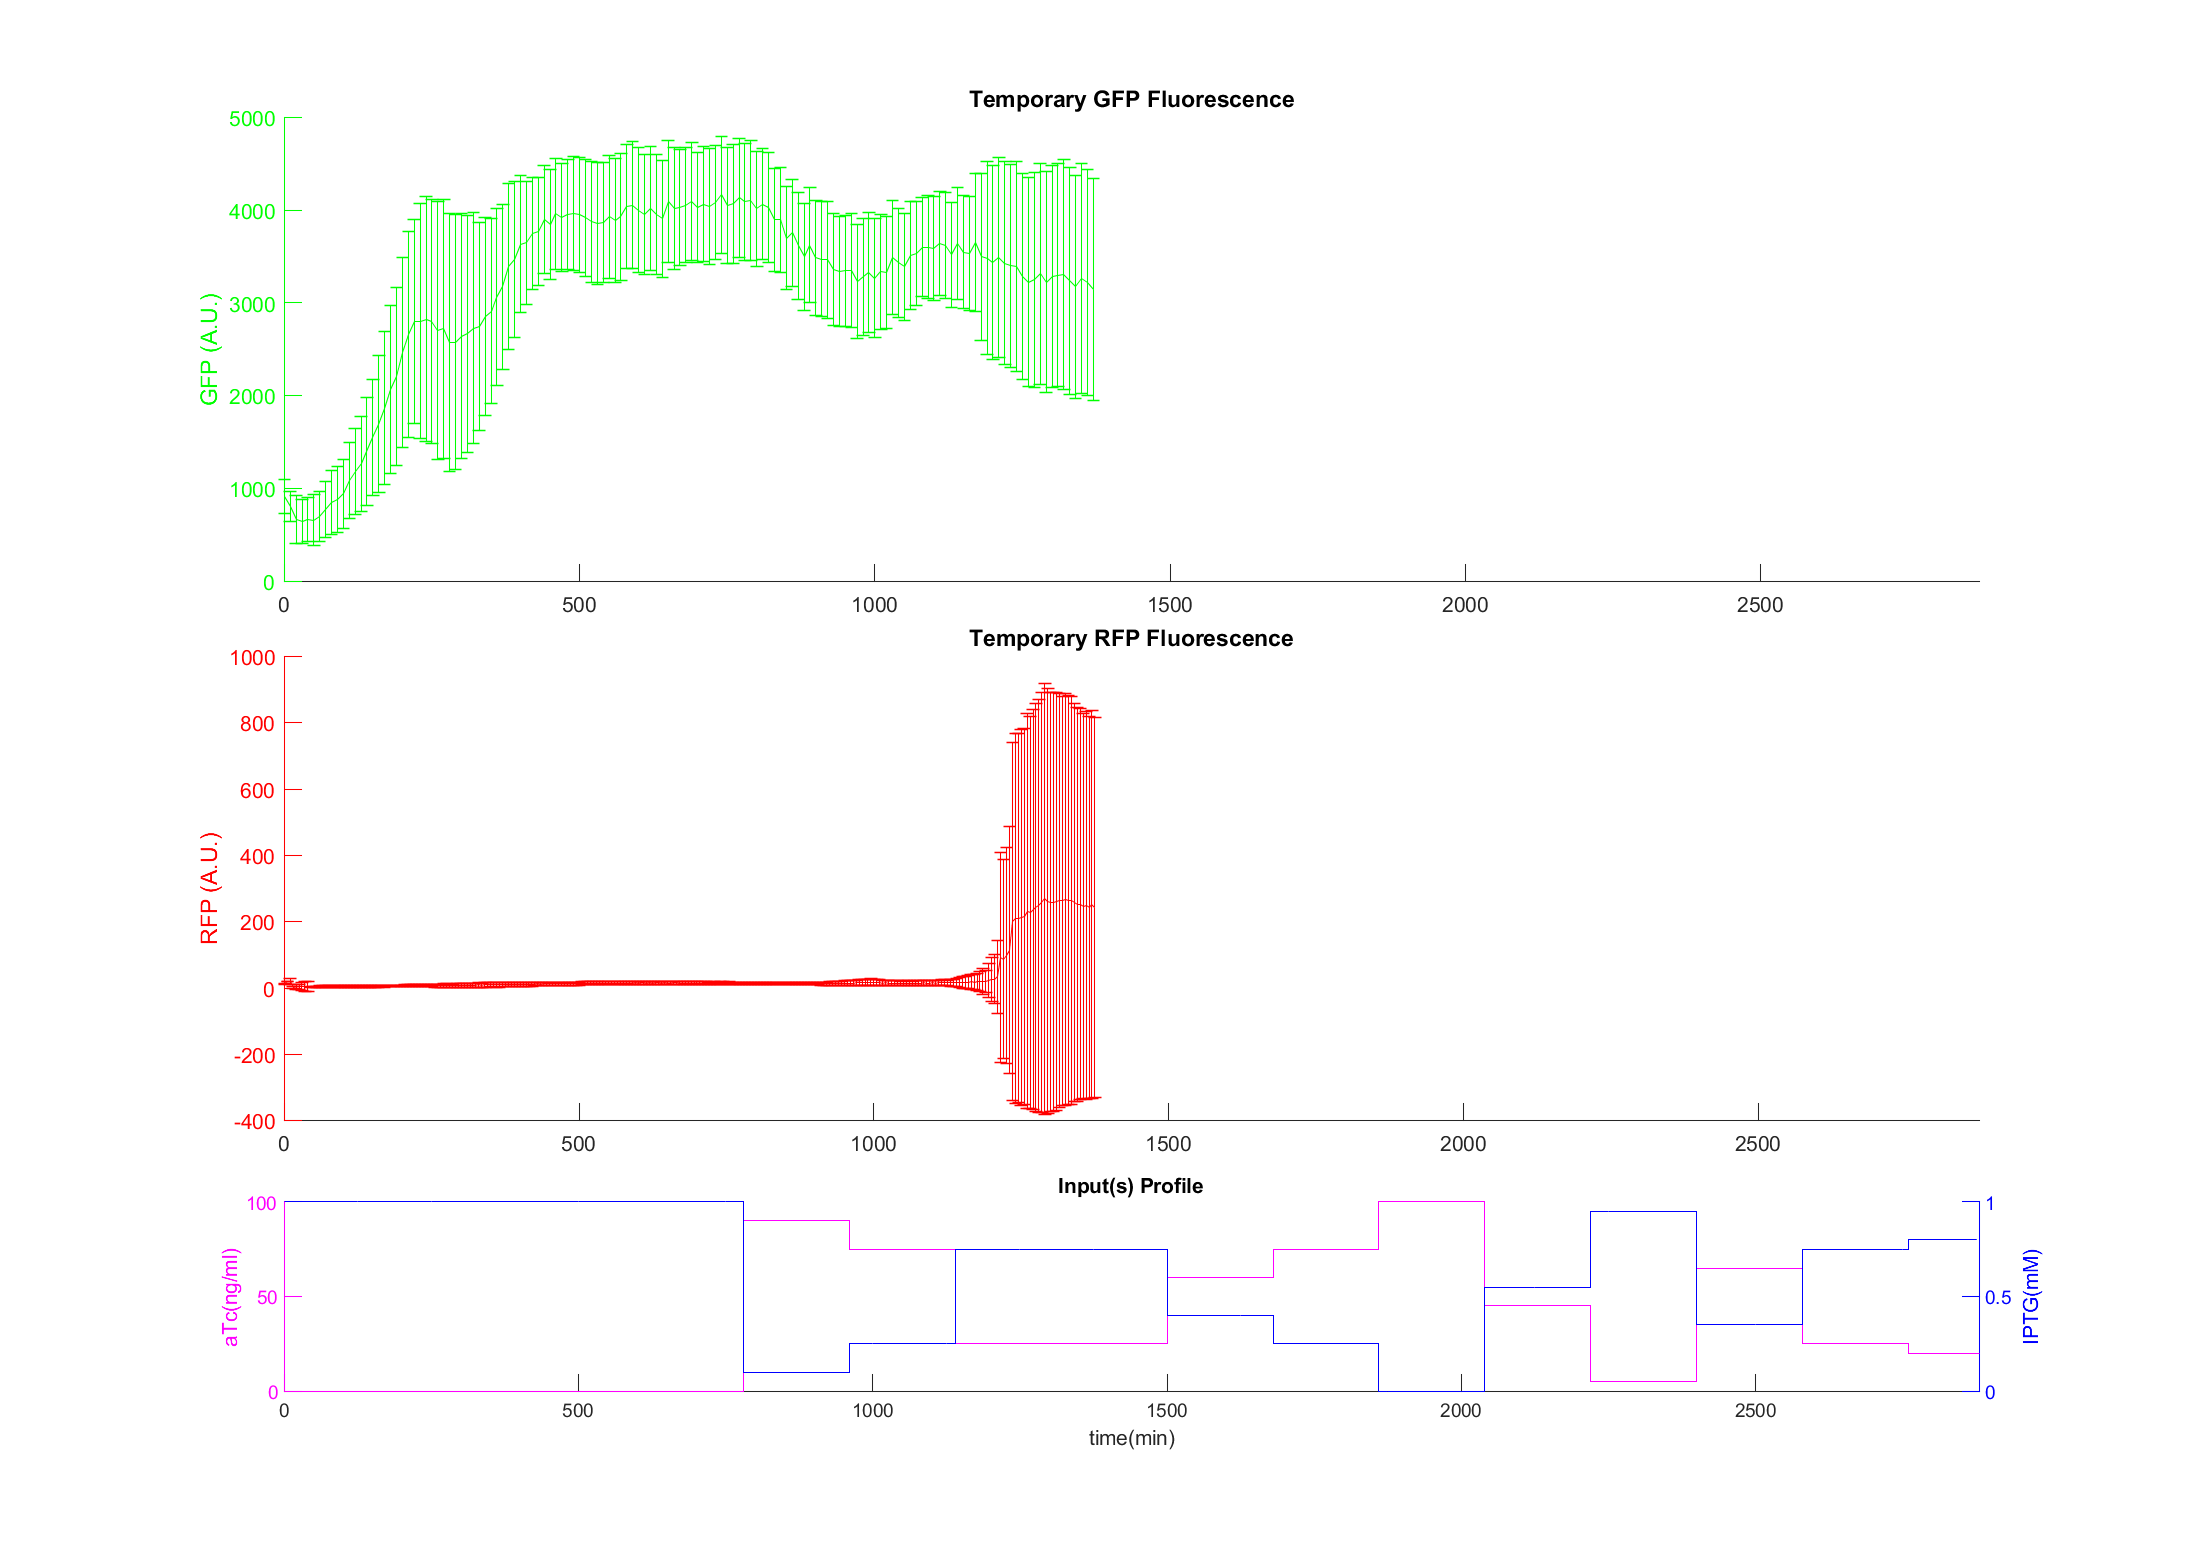 Temporary GFP Fluorescence
GFP (A.U.)
5000
4000
3000
2000
1000
0
0 500 1000 1500 2000 2500
Temporary RFP Fluorescence
RFP (A.U.)
1000
800
600
400
200
0
-200
-400
0 500 1000 1500 2000 2500
Input(s) Profile
aTc(ng/ml)
100
50
0
1
0.5
0
IPTG(mM)
0 500 1000 1500 2000 2500
time(min)